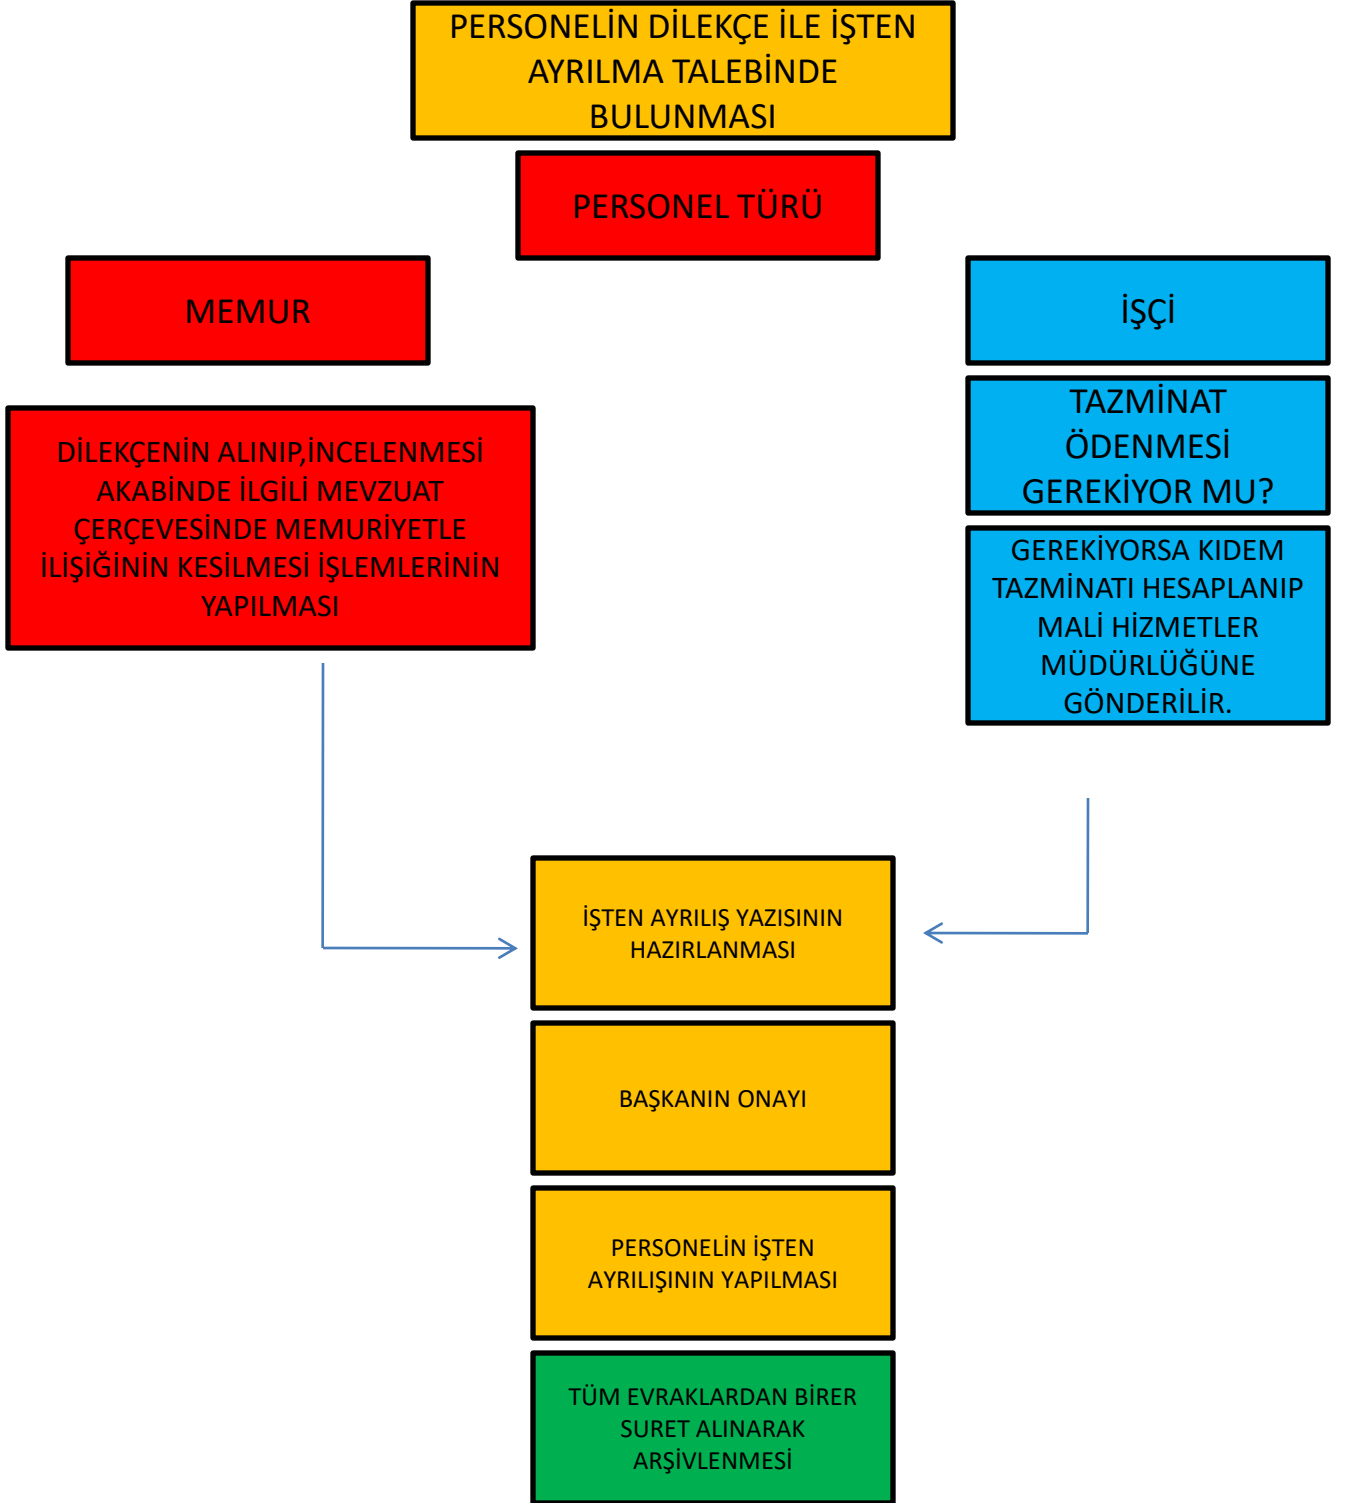 PERSONELİN DİLEKÇE İLE İŞTEN
AYRILMA TALEBİNDE
BULUNMASI
PERSONEL TÜRÜ
MEMUR
İŞÇİ
DİLEKÇENİN ALINIP,İNCELENMESİ
AKABİNDE İLGİLİ MEVZUAT
ÇERÇEVESİNDE MEMURİYETLE
İLİŞİĞİNİN KESİLMESİ İŞLEMLERİNİN
YAPILMASI
TAZMİNAT
ÖDENMESİ
GEREKİYOR MU?
GEREKİYORSA KIDEM
TAZMİNATI HESAPLANIP
MALİ HİZMETLER
MÜDÜRLÜĞÜNE
GÖNDERİLİR.
İŞTEN AYRILIŞ YAZISININ
HAZIRLANMASI
BAŞKANIN ONAYI
PERSONELİN İŞTEN
AYRILIŞININ YAPILMASI
TÜM EVRAKLARDAN BİRER
SURET ALINARAK
ARŞİVLENMESİ